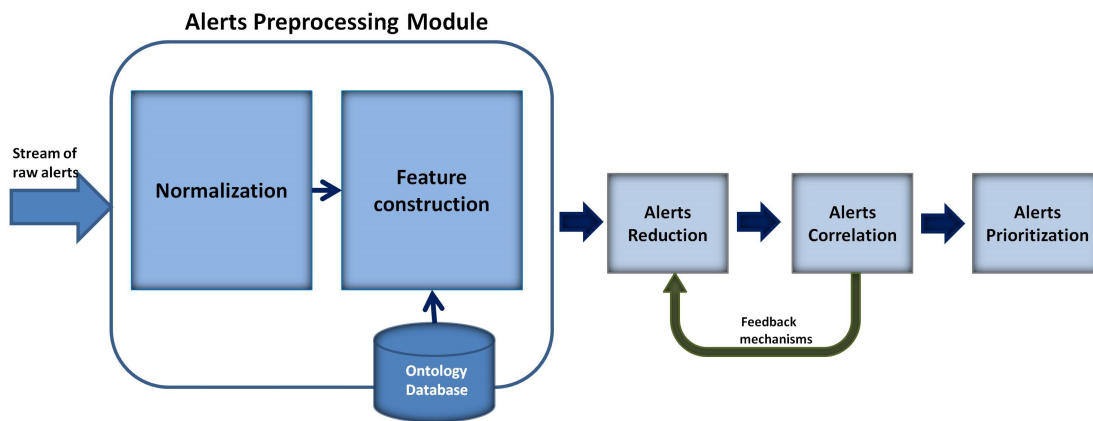 Alerts Preprocessing Module
Stream of
raw alerts
Normalization
Feature
construction
Ontology
Database
Alerts
Reduction
Alerts
Correlation
Alerts
Prioritization
Feedback
mechanisms